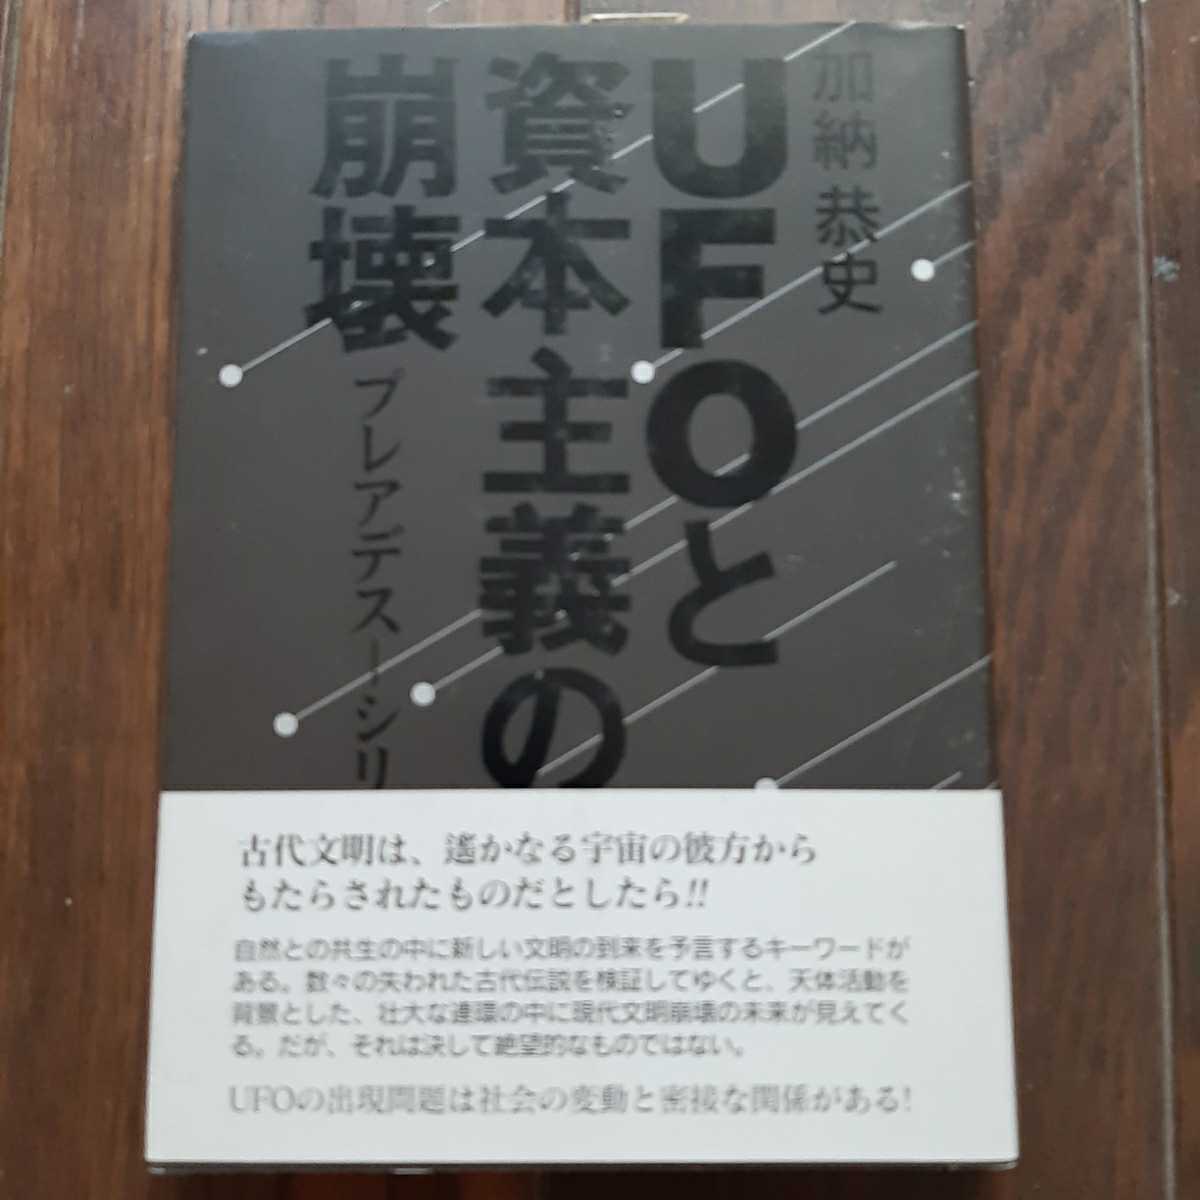 加納恭史
UFOと
資本主義の
崩壊
プレアデス―シリ
古代文明は、遙かなる宇宙の彼方から
もたらされたものだとしたら!!
自然との共生の中に新しい文明の到来を予言するキーワードが
ある。数々の失われた古代伝説を検証してゆくと、天体活動を
背景とした、壮大な連環の中に現代文明崩壊の未来が見えてく
る。だが、それは決して絶望的なものではない。
UFOの出現問題は社会の変動と密接な関係がある!